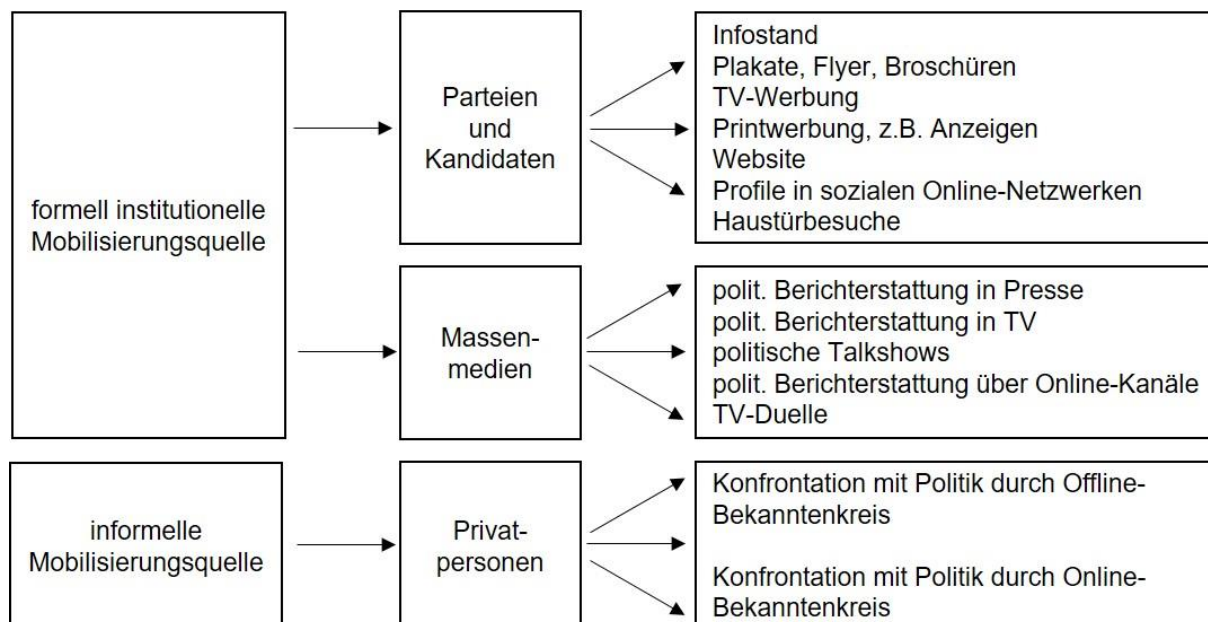 formell institutionelle
Mobilisierungsquelle
Parteien
und
Kandidaten
Infostand
Plakate, Flyer, Broschüren
TV-Werbung
Printwerbung, z.B. Anzeigen
Website
Profile in sozialen Online-Netzwerken
Haustürbesuche
Massen-
medien
polit. Berichterstattung in Presse
polit. Berichterstattung in TV
politische Talkshows
polit. Berichterstattung über Online-Kanäle
TV-Duelle
informelle
Mobilisierungsquelle
Privat-
personen
Konfrontation mit Politik durch Offline-
Bekanntenkreis
Konfrontation mit Politik durch Online-
Bekanntenkreis